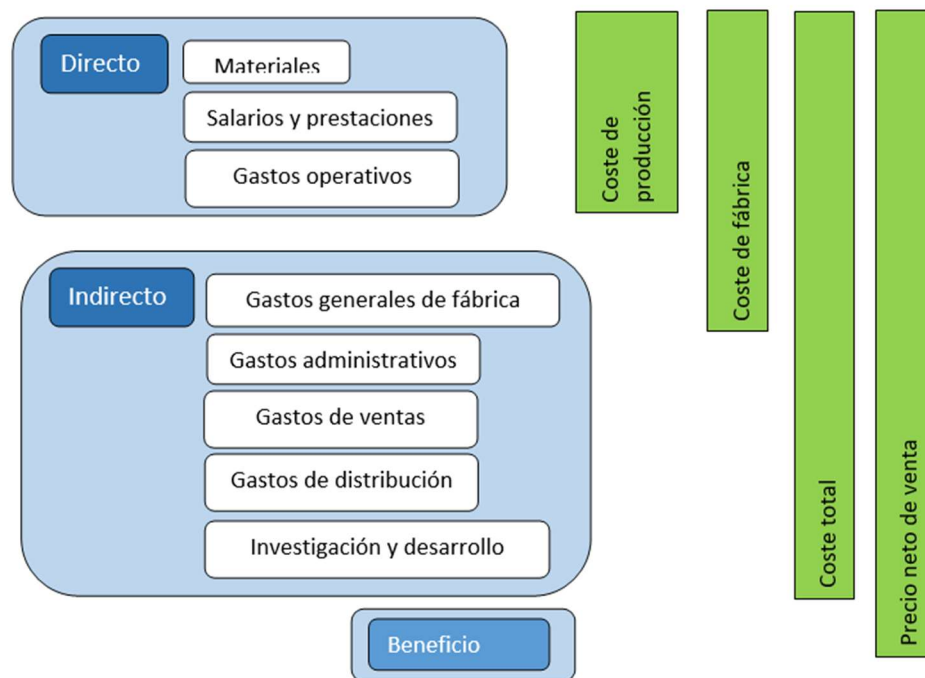 Directo
Materiales
Salarios y prestaciones
Gastos operativos
Coste de
producción
Coste de fábrica
Coste total
Precio neto de venta
Indirecto
Gastos generales de fábrica
Gastos administrativos
Gastos de ventas
Gastos de distribución
Investigación y desarrollo
Beneficio